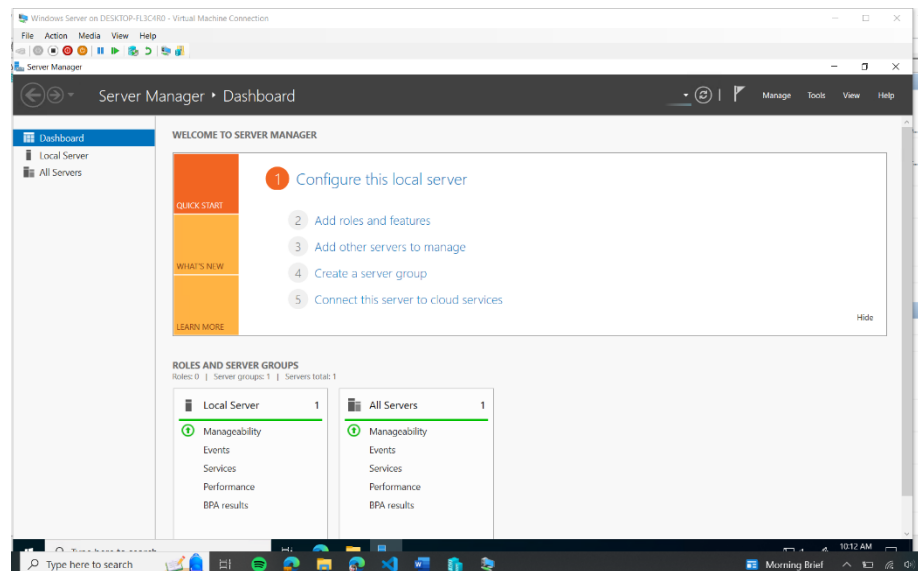 Windows Server on DESKTOP-FL3C4R0 - Virtual Machine Connection
File Action Media View Help
Server Manager
Server Manager • Dashboard
Manage Tools View Help
Dashboard
Local Server
All Servers
WELCOME TO SERVER MANAGER
QUICK START
WHAT'S NEW
LEARN MORE
1 Configure this local server
2 Add roles and features
3 Add other servers to manage
4 Create a server group
5 Connect this server to cloud services
Hide
ROLES AND SERVER GROUPS
Roles: 0 | Server groups: 1 | Servers total: 1
Local Server 1
Manageability
Events
Services
Performance
BPA results
All Servers 1
Manageability
Events
Services
Performance
BPA results
Type here to search
10:12 AM
Type here to search
Morning Brief